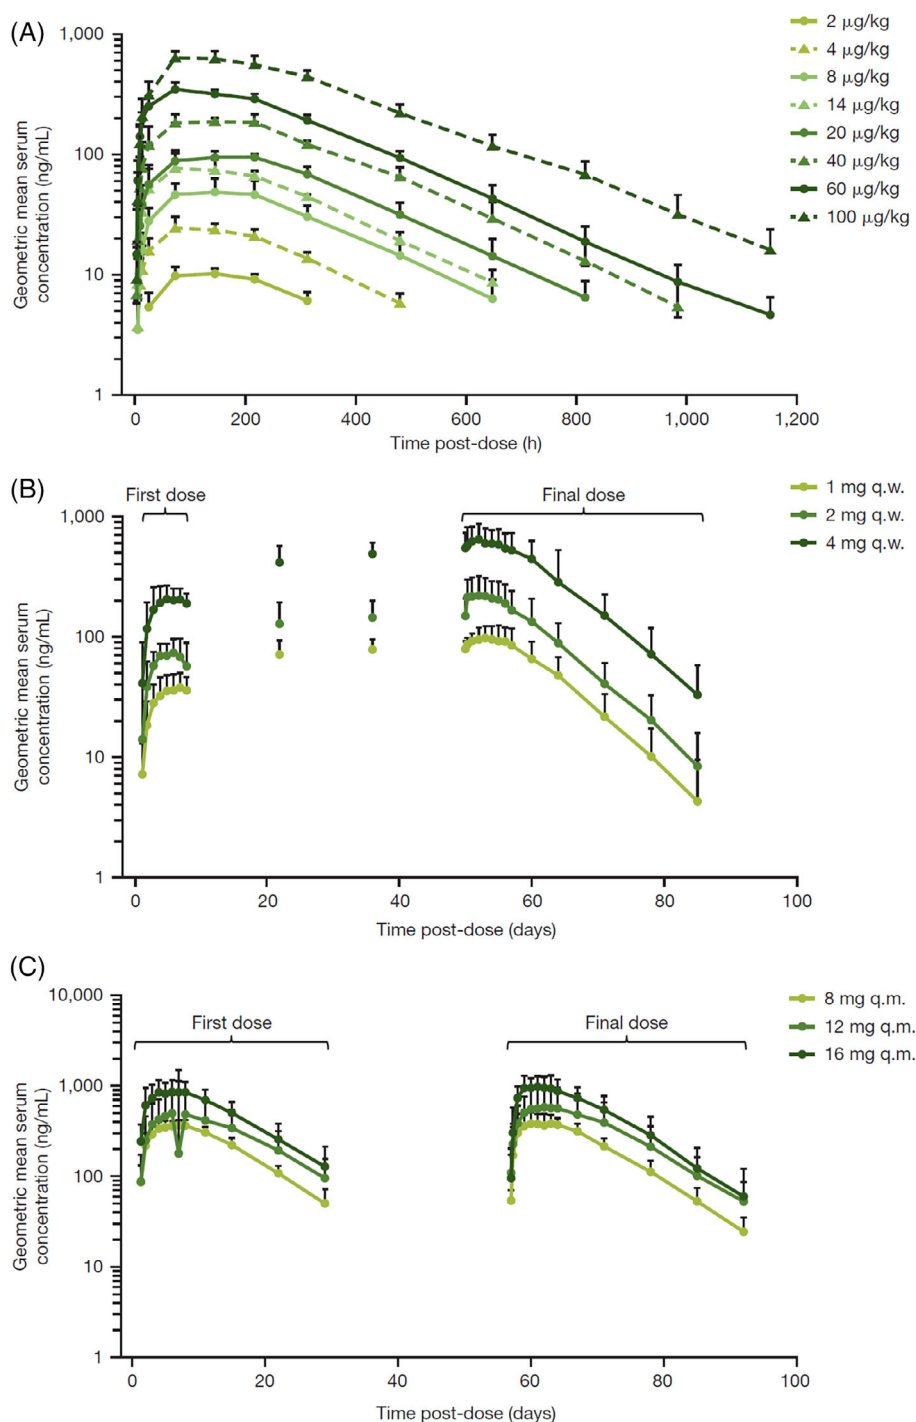 (A)
1,000
100
10
1
Geometric mean serum
concentration (ng/mL)
0 200 400 600 800 1,000 1,200
Time post-dose (h)
2 μg/kg
4 μg/kg
8 μg/kg
14 μg/kg
20 μg/kg
40 μg/kg
60 μg/kg
100 μg/kg
(B)
First dose
Final dose
1,000
100
10
1
Geometric mean serum
concentration (ng/mL)
0 20 40 60 80 100
Time post-dose (days)
1 mg q.w.
2 mg q.w.
4 mg q.w.
(C)
First dose
Final dose
10,000
1,000
100
10
1
Geometric mean serum
concentration (ng/mL)
0 20 40 60 80 100
Time post-dose (days)
8 mg q.m.
12 mg q.m.
16 mg q.m.